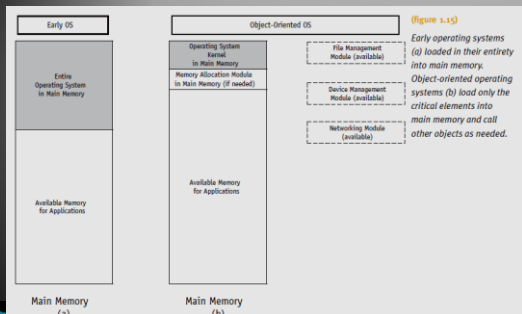 Early OS
Object-Oriented OS
Entire
Operating System
in Main Memory
Available Memory
for Applications
Main Memory
(a)
Operating System
Kernel
in Main Memory
Memory Allocation Module
in Main Memory (if needed)
Available Memory
for Applications
Main Memory
(b)
File Management
Module (available)
Device Management
Module (available)
Networking Module
(available)
(figure 1.15)
Early operating systems
(a) loaded in their entirety
into main memory.
Object-oriented operating
systems (b) load only the
critical elements into
main memory and call
other objects as needed.